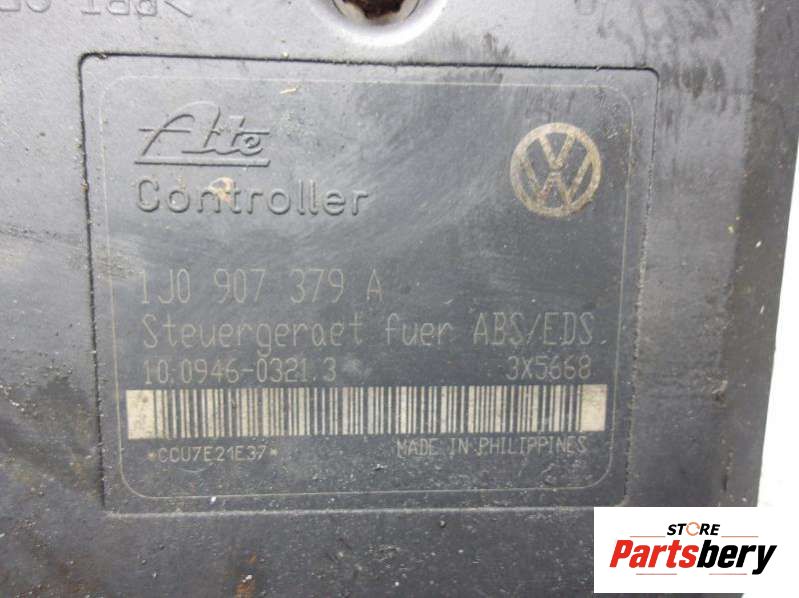 Ate
Controller
1J0 907 379 A
Steuergeraet fuer ABS/EDS
10.0946-0321.3 3X5668
*CCU7E21E37*
MADE IN PHILIPPINES
STORE
Partsbery